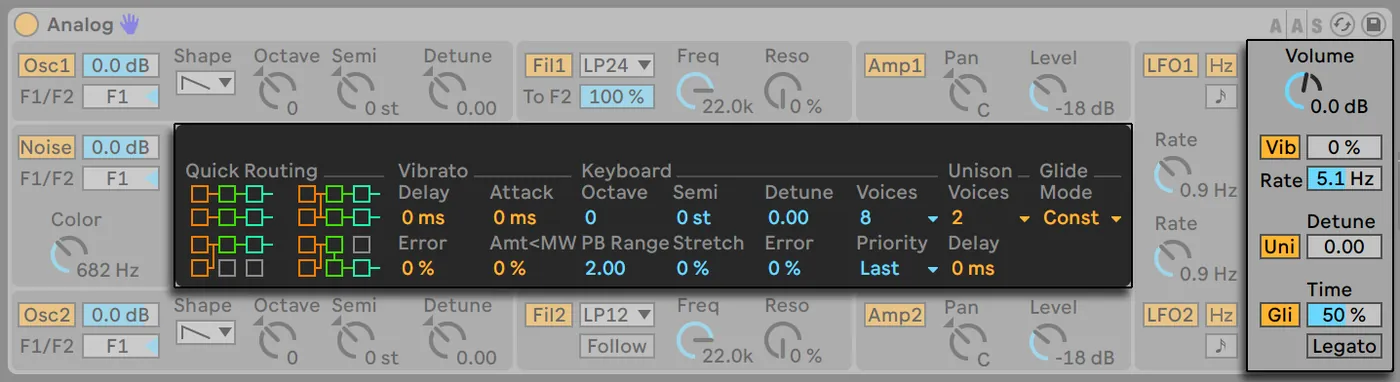 Analog A A S
Osc1 0.0 dB Shape Octave Semi Detune Fil1 LP24 Freq Reso Amp1 Pan Level LFO1 Hz Volume
F1/F2 F1 0 0 st 0.00 To F2 100 % 22.0k 0 % C -18 dB 0.0 dB
Noise 0.0 dB Rate Vib 0 %
F1/F2 F1 0.9 Hz Rate 5.1 Hz
Color
682 Hz
Quick Routing Vibrato Keyboard Unison Glide
Delay Attack Octave Semi Detune Voices Voices Mode
0 ms 0 ms 0 0 st 0.00 8 2 Const
Error Amt<MW PB Range Stretch Error Priority Delay
0 % 0 % 2.00 0 % 0 % Last 0 ms
Rate Detune
0.9 Hz Uni 0.00
Osc2 0.0 dB Shape Octave Semi Detune Fil2 LP12 Freq Reso Amp2 Pan Level LFO2 Hz Time
Gli 50 %
F1/F2 F1 0 0 st 0.00 Follow 22.0k 0 % C -18 dB Legato